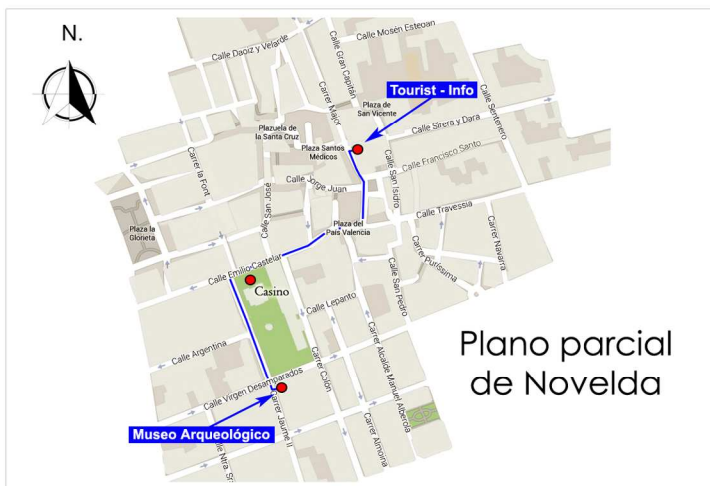 N.
Calle Mosén Esteban
Calle Daoiz y Velarde
Calle Gran Capitán
Carrer Major
Tourist - Info
Calle Sentenero
Plaza de
San Vicente
Plazuela de
la Santa Cruz
Calle Sirera y Dara
Plaza Santos
Médicos
Calle Francisco Santo
Carrer la Font
Calle Jorge Juan
Calle San Isidro
Calle San José
Calle Travessia
Plaza la
Glorieta
Plaza del
País Valencia
Carrer Navarra
Carrer Purissima
Calle Emilio Castelar
Calle San Pedro
Casino
Calle Lepanto
Calle Argentina
Carrer Colón
Carrer Alcalde Manuel Alberola
Plano parcial
de Novelda
Calle Virgen Desamparados
Carrer Jaume II
Museo Arqueológico
Carrer Almoina
Calle Ntra. Sr